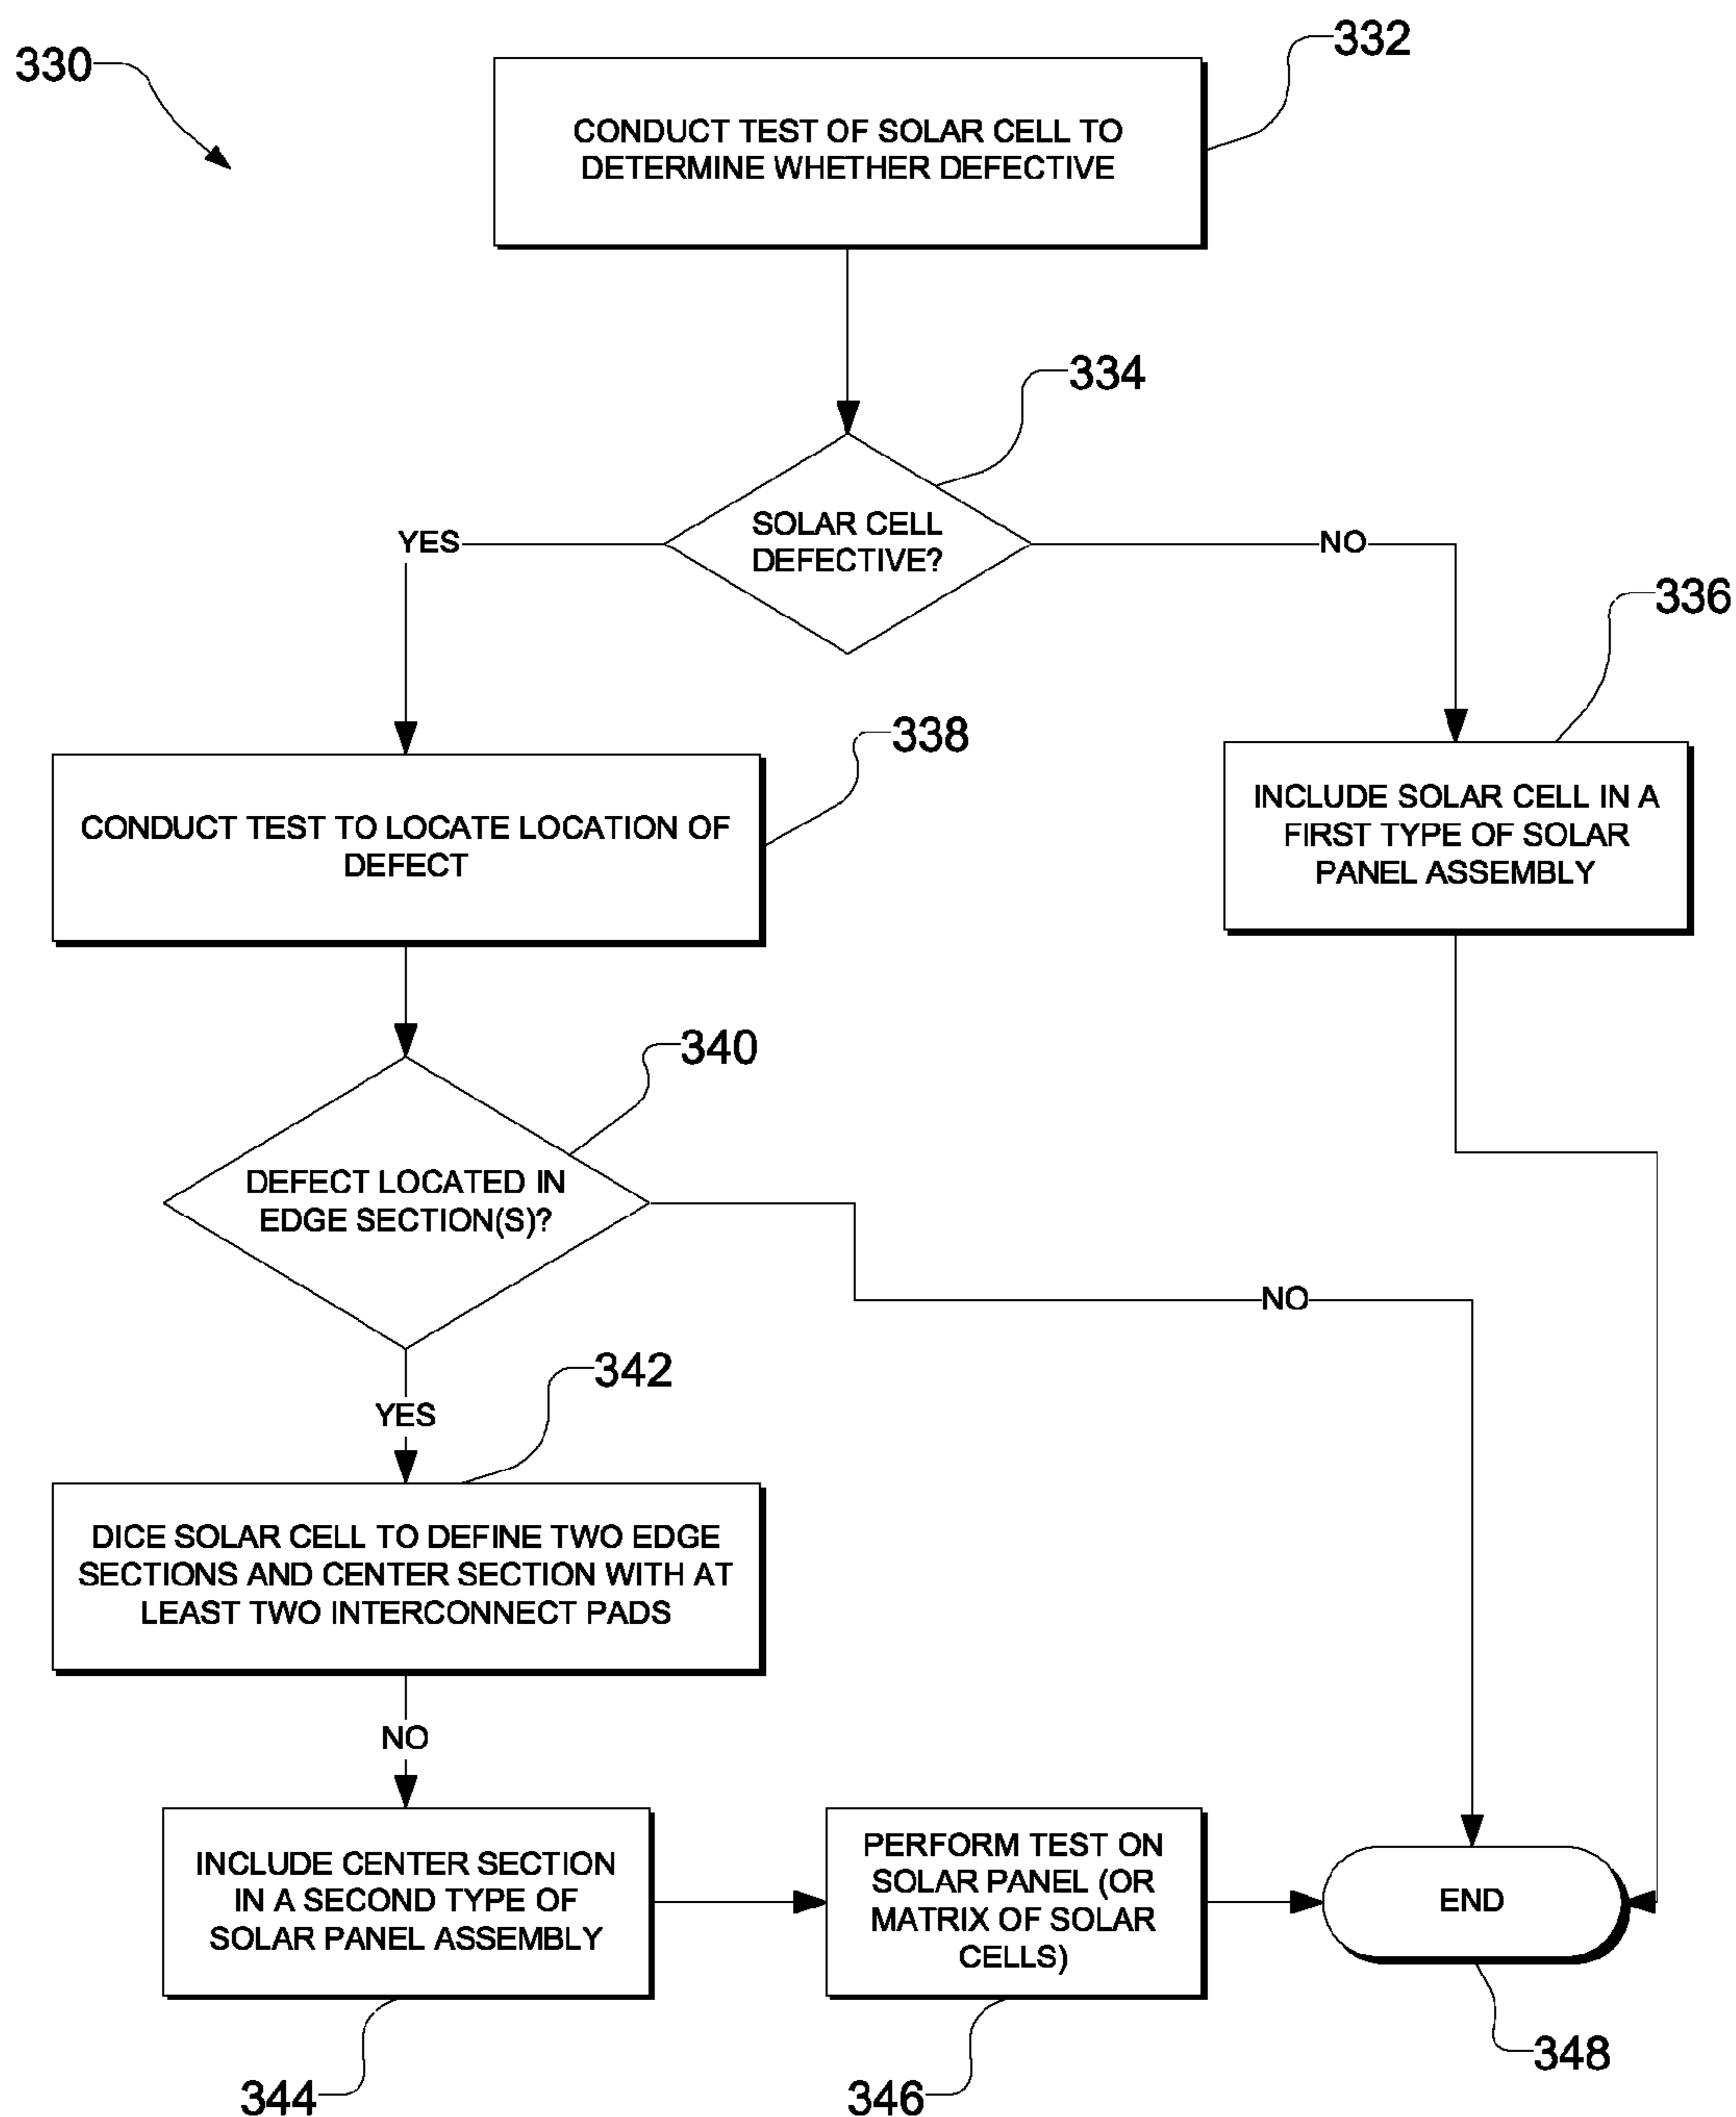 330
332
CONDUCT TEST OF SOLAR CELL TO
DETERMINE WHETHER DEFECTIVE
334
SOLAR CELL
DEFECTIVE?
YES
NO
336
338
INCLUDE SOLAR CELL IN A
FIRST TYPE OF SOLAR
PANEL ASSEMBLY
CONDUCT TEST TO LOCATE LOCATION OF
DEFECT
340
DEFECT LOCATED IN
EDGE SECTION(S)?
NO
342
YES
DICE SOLAR CELL TO DEFINE TWO EDGE
SECTIONS AND CENTER SECTION WITH AT
LEAST TWO INTERCONNECT PADS
NO
INCLUDE CENTER SECTION
IN A SECOND TYPE OF
SOLAR PANEL ASSEMBLY
PERFORM TEST ON
SOLAR PANEL (OR
MATRIX OF SOLAR
CELLS)
END
344
346
348